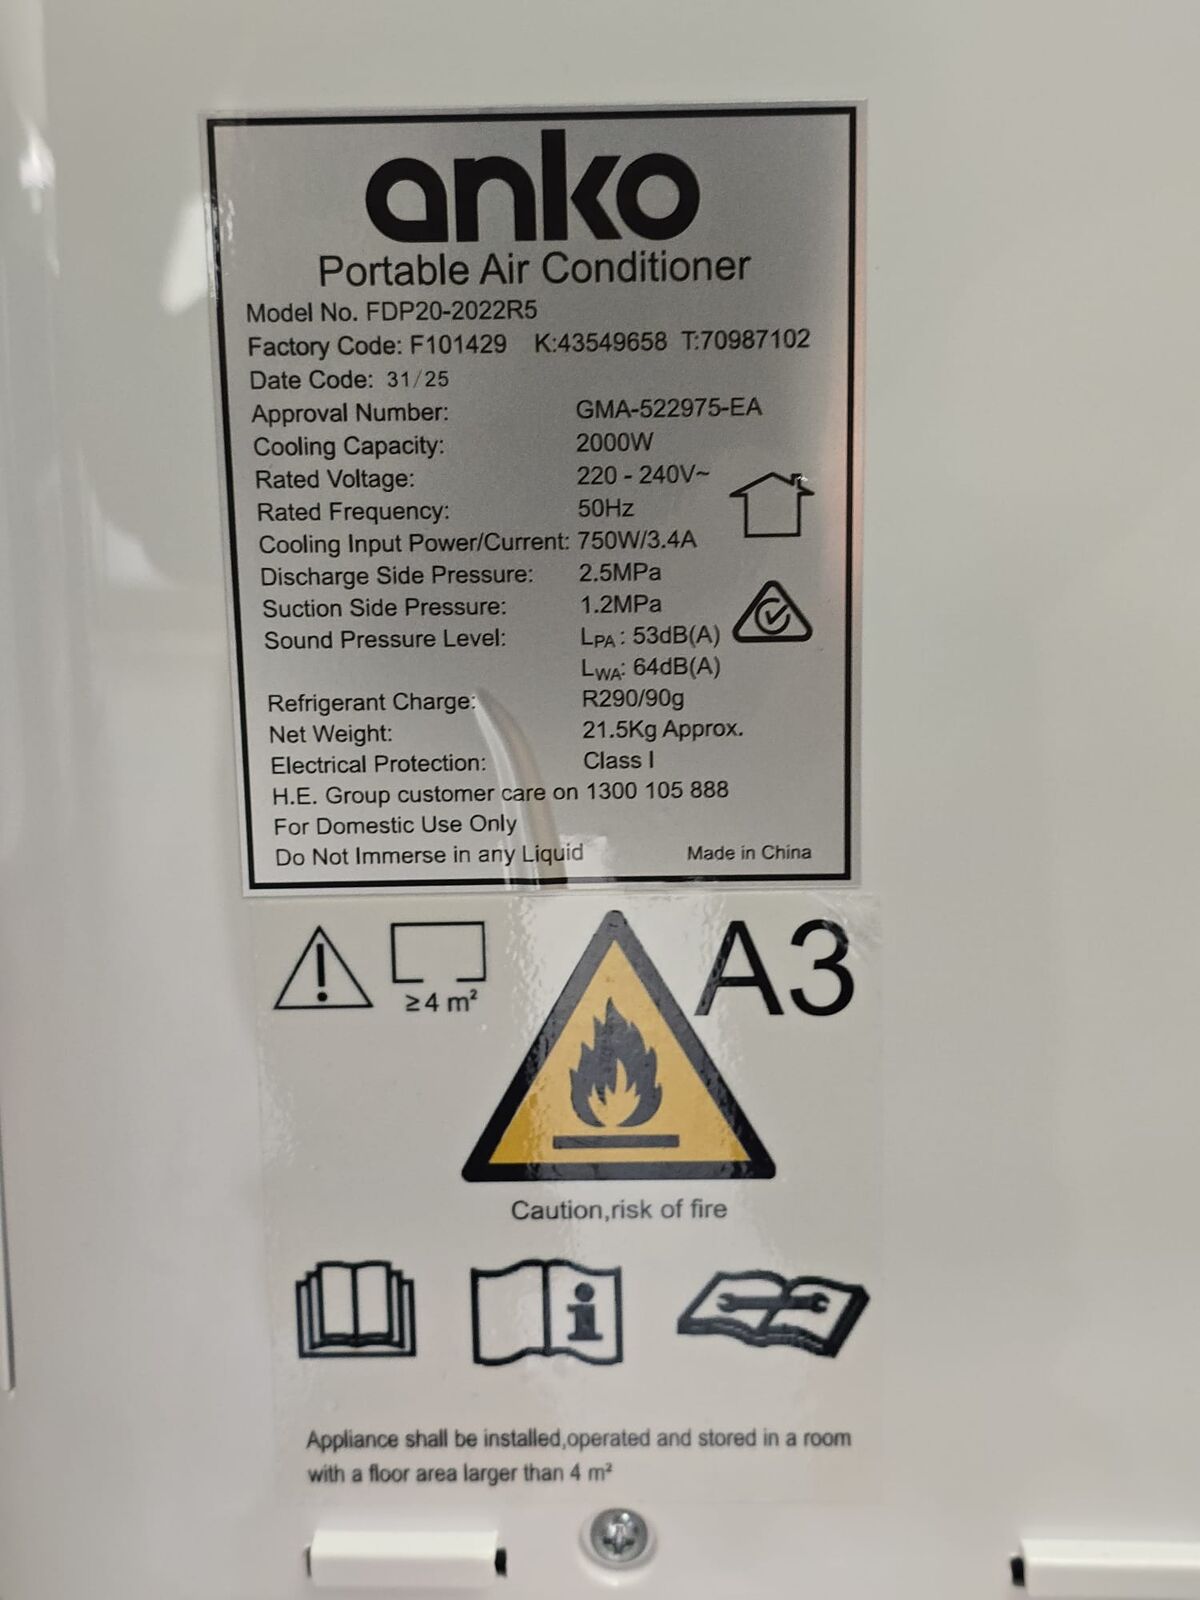 anko
Portable Air Conditioner
Model No. FDP20-2022R5
Factory Code: F101429 K:43549658 T:70987102
Date Code: 31/25
Approval Number: GMA-522975-EA
Cooling Capacity: 2000W
Rated Voltage: 220 - 240V~
Rated Frequency: 50Hz
Cooling Input Power/Current: 750W/3.4A
Discharge Side Pressure: 2.5MPa
Suction Side Pressure: 1.2MPa
Sound Pressure Level: LPA: 53dB(A)
LWA: 64dB(A)
Refrigerant Charge: R290/90g
Net Weight: 21.5Kg Approx.
Electrical Protection: Class I
H.E. Group customer care on 1300 105 888
For Domestic Use Only
Do Not Immerse in any Liquid Made in China
≥4 m²
A3
Caution,risk of fire
Appliance shall be installed,operated and stored in a room
with a floor area larger than 4 m²